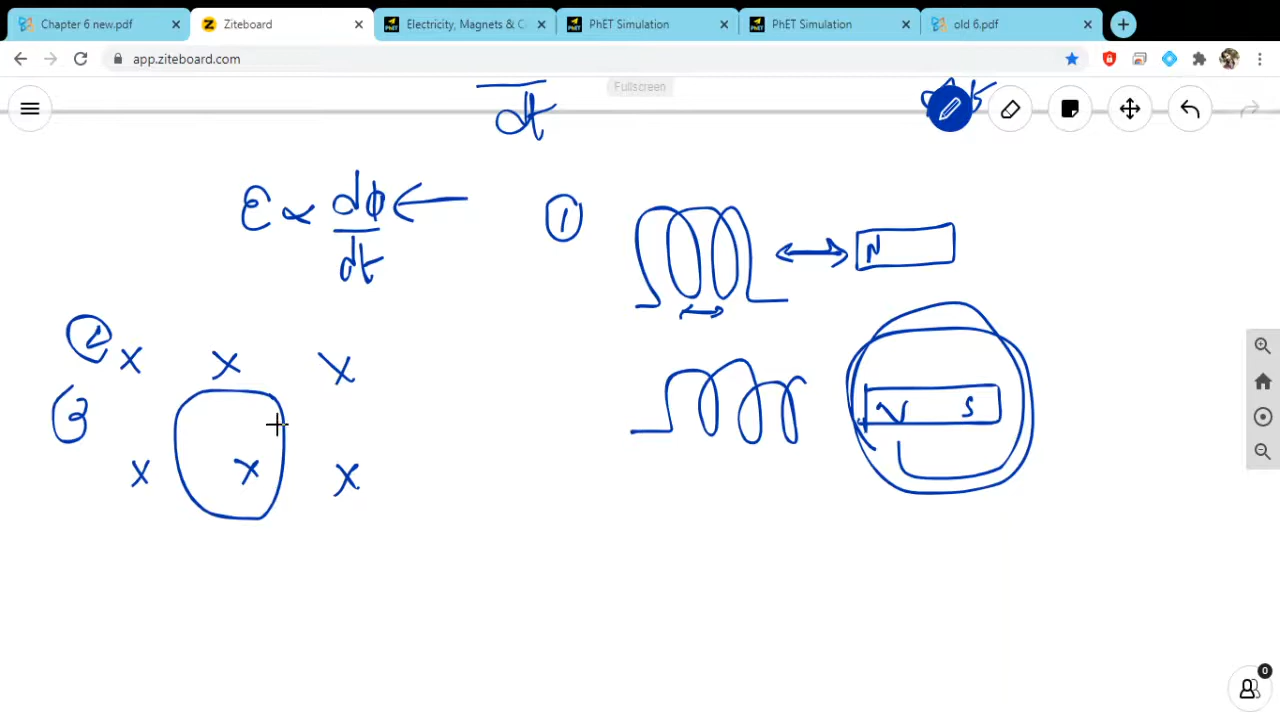 Chapter 6 new.pdf
Ziteboard
Electricity, Magnets & C
PhET Simulation
PhET Simulation
old 6.pdf
app.ziteboard.com
Fullscreen
dt
ε ∝ dϕ
dt
①
N
②
x x x
3
N S
x x x
0